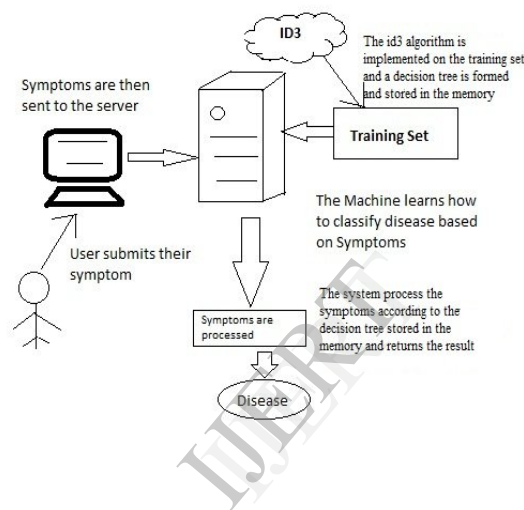 ID3
The id3 algorithm is
implemented on the training set
and a decision tree is formed
and stored in the memory
Symptoms are then
sent to the server
Training Set
The Machine learns how
to classify disease based
on Symptoms
User submits their
symptom
The system process the
symptoms according to the
decision tree stored in the
memory and returns the result
Symptoms are
processed
Disease
IJERT